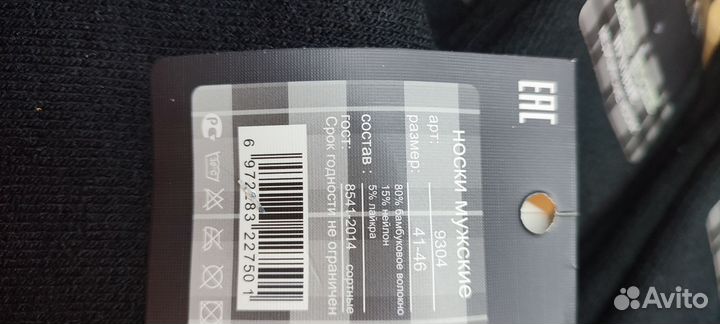 EAC
НОСКИ МУЖСКИЕ
арт: 9304
размер: 41-46
состав : 80% бамбуковое волокно
15% нейлон
5% лайкра
гост: 8541-2014 сортные
Срок годности не ограничен
6 972283 227501
PC
Avito